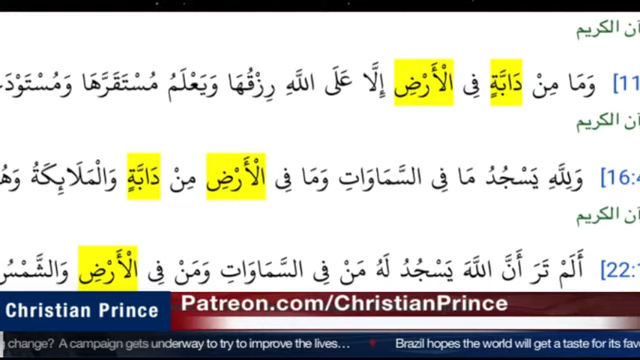 آن الكريم
[11 وَمَا مِنْ دَابَّةٍ فِى الْأَرْضِ إِلَّا عَلَى اللَّهِ رِزْقُهَا وَيَعْلَمُ مُسْتَقَرَّهَا وَمُسْتَوْدَعَ
آن الكريم
[16:4 وَلِلَّهِ يَسْجُدُ مَا فِى السَّمَاوَاتِ وَمَا فِى الْأَرْضِ مِنْ دَابَّةٍ وَالْمَلَائِكَةُ وَهُ
آن الكريم
[22:1 أَلَمْ تَرَ أَنَّ اللَّهَ يَسْجُدُ لَهُ مَنْ فِى السَّمَاوَاتِ وَمَنْ فِى الْأَرْضِ وَالشَّمْسُ
Christian Prince
Patreon.com/ChristianPrince
change? A campaign gets underway to try to improve the lives... Brazil hopes the world will get a taste for its fav